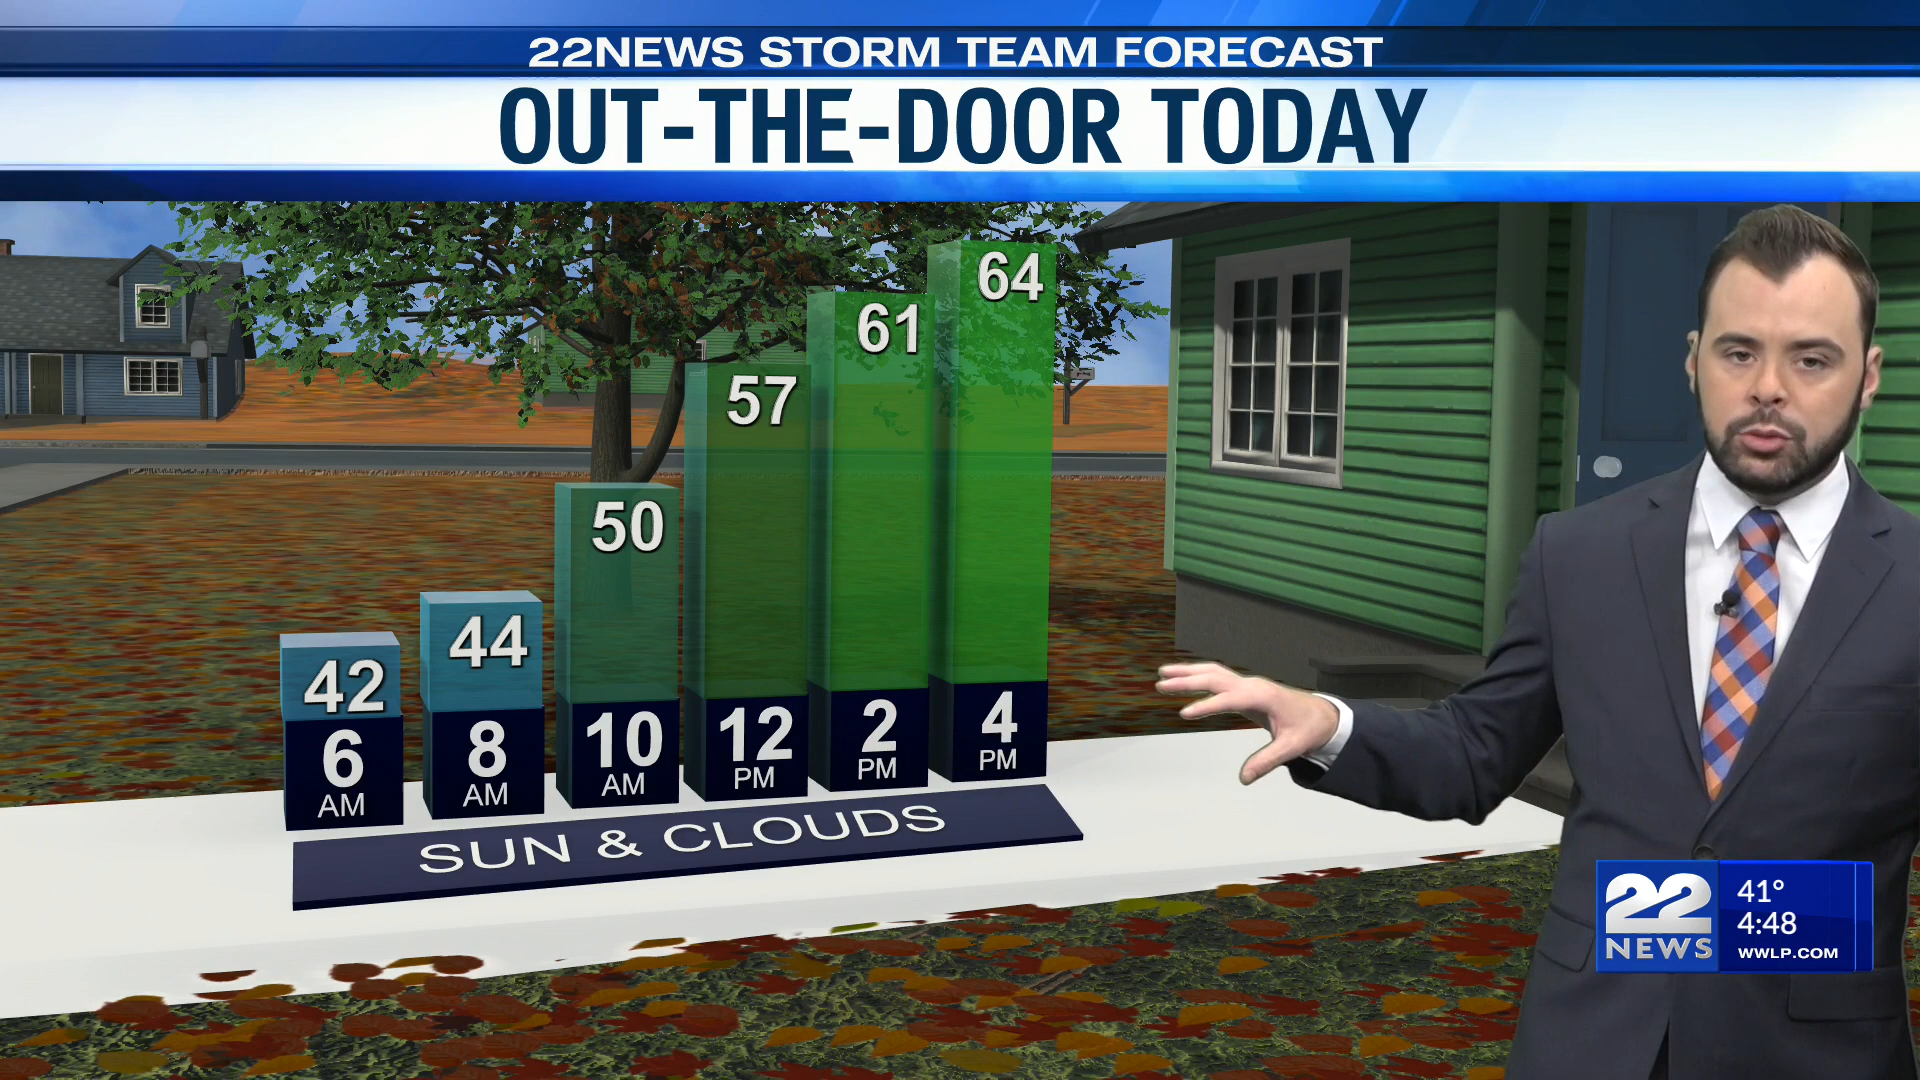 22NEWS STORM TEAM FORECAST
OUT-THE-DOOR TODAY
42
44
50
57
61
64
6
AM
8
AM
10
AM
12
PM
2
PM
4
PM
SUN & CLOUDS
22
NEWS
41°
4:48
WWLP.COM